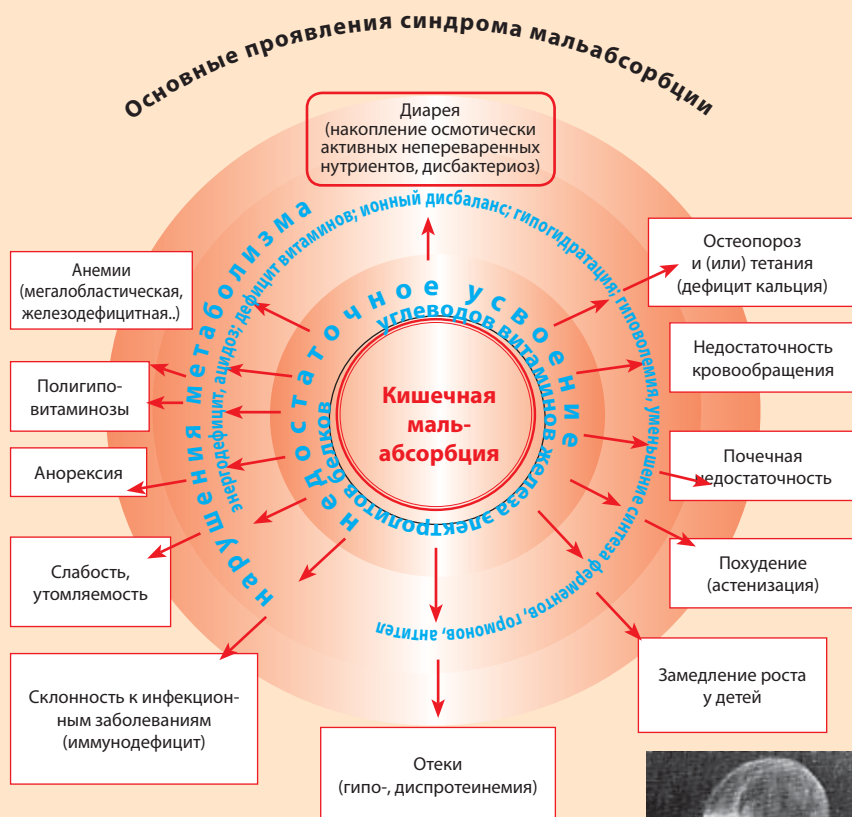 Основные проявления синдрома мальабсорбции
Диарея
(накопление осмотически
активных непереваренных
нутриентов, дисбактериоз)
Остеопороз
и (или) тетания
(дефицит кальция)
Недостаточность
кровообращения
Почечная
недостаточность
Похудение
(астенизация)
Замедление роста
у детей
Отеки
(гипо-, диспротеинемия)
Склонность к инфекцион-
ным заболеваниям
(иммунодефицит)
Слабость,
утомляемость
Анорексия
Полигипо-
витаминозы
Анемии
(мегалобластическая,
железодефицитная..)
нарушения метаболизма
энергодефицит, ацидоз; дефицит витаминов; ионный дисбаланс; гипогидратация; гиповолемия, уменьшение синтеза ферментов, гормонов, антител
недостаточное усвоение
белков углеводов витаминов железа электролитов
Кишечная
маль-
абсорбция